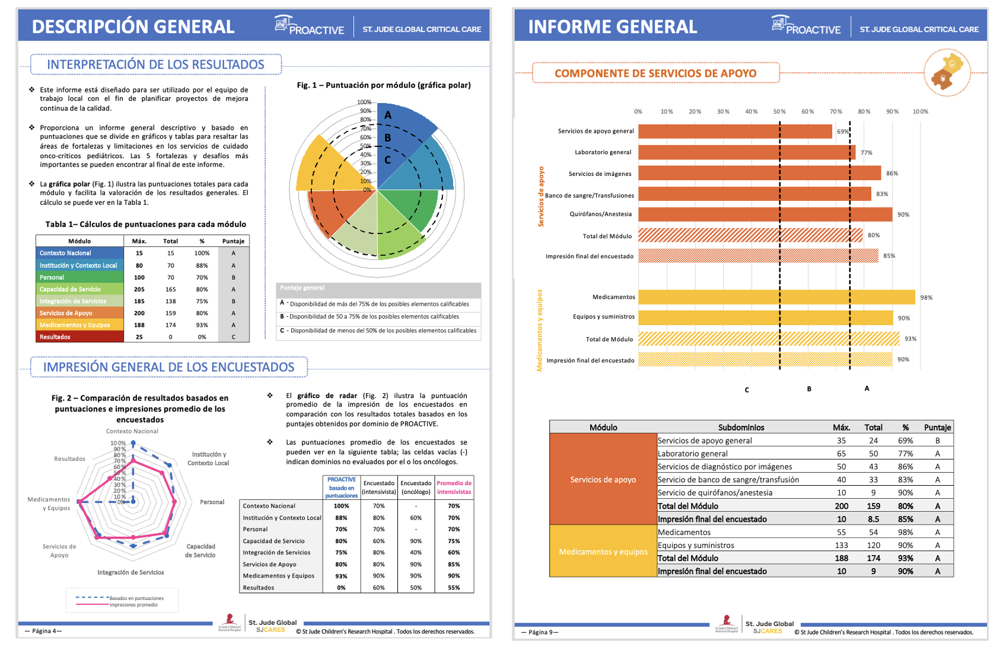 DESCRIPCIÓN GENERAL
PROACTIVE
ST. JUDE GLOBAL CRITICAL CARE
INTERPRETACIÓN DE LOS RESULTADOS
❖ Este informe está diseñado para ser utilizado por el equipo de
trabajo local con el fin de planificar proyectos de mejora
continua de la calidad.
❖ Proporciona un informe general descriptivo y basado en
puntuaciones que se divide en gráficos y tablas para resaltar las
áreas de fortalezas y limitaciones en los servicios de cuidado
onco-criticos pediátricos. Las 5 fortalezas y desafíos más
importantes se pueden encontrar al final de este informe.
❖ La gráfica polar (Fig. 1) ilustra las puntuaciones totales para cada
módulo y facilita la valoración de los resultados generales. El
cálculo se puede ver en la Tabla 1.
Tabla 1– Cálculos de puntuaciones para cada módulo
Módulo Máx. Total % Puntaje
Contexto Nacional 15 15 100% A
Institución y Contexto Local 80 70 88% A
Personal 100 70 70% B
Capacidad de Servicio 205 165 80% A
Integración de Servicios 185 138 75% B
Servicios de Apoyo 200 159 80% A
Medicamentos y Equipos 188 174 93% A
Resultados 25 0 0% C
Fig. 1 – Puntuación por módulo (gráfica polar)
100%
90%
80%
70%
60%
50%
40%
30%
20%
10%
0%
A
B
C
Puntaje general
A - Disponibilidad de más del 75% de los posibles elementos calificables
B - Disponibilidad de 50 a 75% de los posibles elementos calificables
C - Disponibilidad de menos del 50% de los posibles elementos calificables
IMPRESIÓN GENERAL DE LOS ENCUESTADOS
Fig. 2 – Comparación de resultados basados en
puntuaciones e impresiones promedio de los
encuestados
Contexto Nacional
Institución y
Contexto Local
Personal
Capacidad
de Servicio
Integración de Servicios
Servicios de
Apoyo
Medicamentos
y Equipos
Resultados
100%
90%
80%
70%
60%
50%
40%
30%
20%
10%
0%
Basados en puntuaciones
Impresiones promedio
❖ El gráfico de radar (Fig. 2) ilustra la puntuación
promedio de la impresión de los encuestados en
comparación con los resultados totales basados en los
puntajes obtenidos por dominio de PROACTIVE.
❖ Las puntuaciones promedio de los encuestados se
pueden ver en la siguiente tabla; las celdas vacías (-)
indican dominios no evaluados por el o los oncólogos.
PROACTIVE basado en puntuaciones Encuestado (intensivista) Encuestado (oncólogo) Promedio de intensivistas
Contexto Nacional 100% 70% - 70%
Institución y Contexto Local 88% 80% 60% 70%
Personal 70% 70% - 70%
Capacidad de Servicio 80% 60% 90% 75%
Integración de Servicios 75% 80% 40% 60%
Servicios de Apoyo 80% 80% 90% 85%
Medicamentos y Equipos 93% 90% 90% 90%
Resultados 0% 60% 50% 55%
— Página 4—
St. Jude Children's
Research Hospital
St. Jude Global
SJCARES
© St Jude Children's Research Hospital . Todos los derechos reservados.
INFORME GENERAL
PROACTIVE
ST. JUDE GLOBAL CRITICAL CARE
COMPONENTE DE SERVICIOS DE APOYO
0% 10% 20% 30% 40% 50% 60% 70% 80% 90% 100%
Servicios de apoyo
Servicios de apoyo general 69%
Laboratorio general 77%
Servicios de imágenes 86%
Banco de sangre/Transfusiones 83%
Quirófanos/Anestesia 90%
Total del Módulo 80%
Impresión final del encuestado 85%
Medicamentos y equipos
Medicamentos 98%
Equipos y suministros 90%
Total de Módulo 93%
Impresión final del encuestado 90%
C B A
Módulo Subdominios Máx. Total % Puntaje
Servicios de apoyo
Servicios de apoyo general 35 24 69% B
Laboratorio general 65 50 77% A
Servicios de diagnóstico por imágenes 50 43 86% A
Servicio de banco de sangre/transfusión 40 33 83% A
Servicio de quirófanos/anestesia 10 9 90% A
Total del Módulo 200 159 80% A
Impresión final del encuestado 10 8.5 85% A
Medicamentos y equipos
Medicamentos 55 54 98% A
Equipos y suministros 133 120 90% A
Total del Módulo 188 174 93% A
Impresión final del encuestado 10 9 90% A
— Página 9—
St. Jude Children's
Research Hospital
St. Jude Global
SJCARES
© St Jude Children's Research Hospital . Todos los derechos reservados.